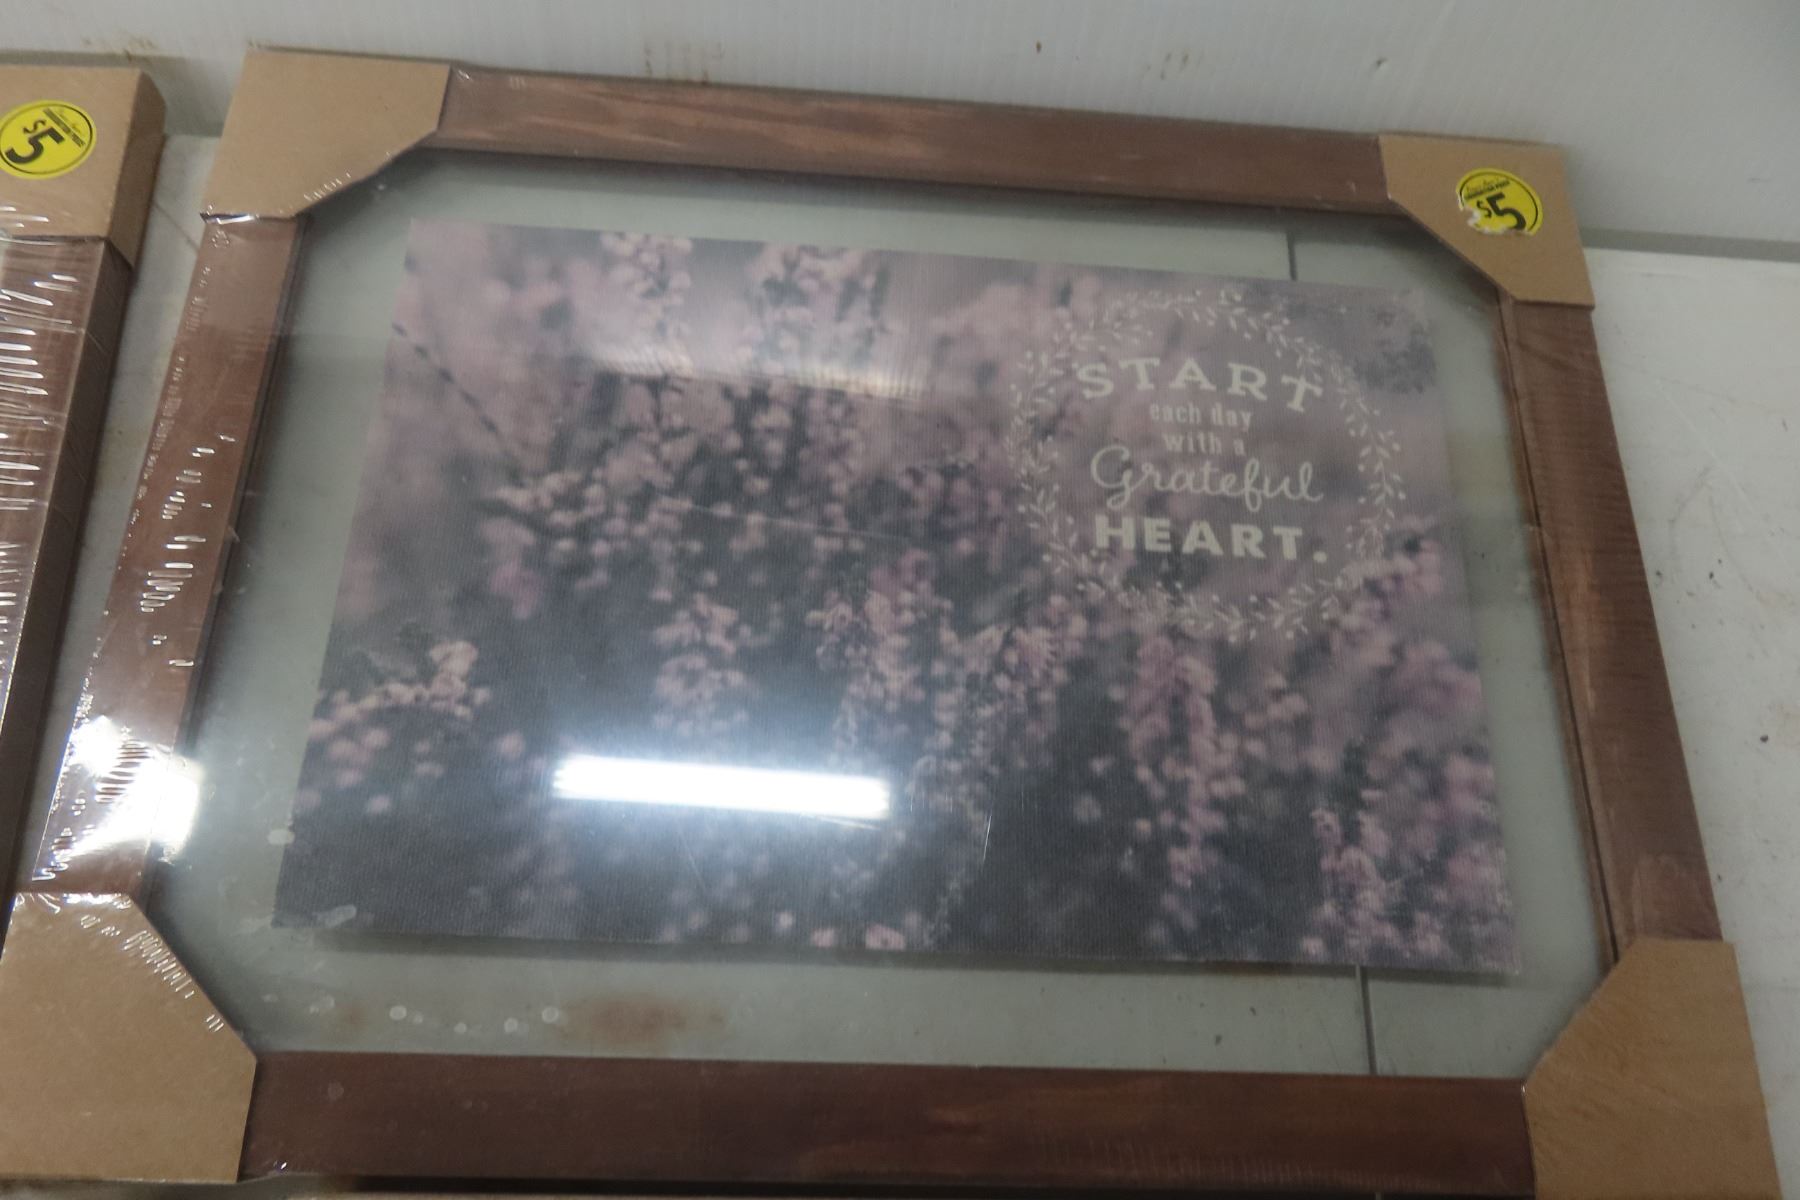 $5
$5
START
each day
with a
Grateful
HEART.